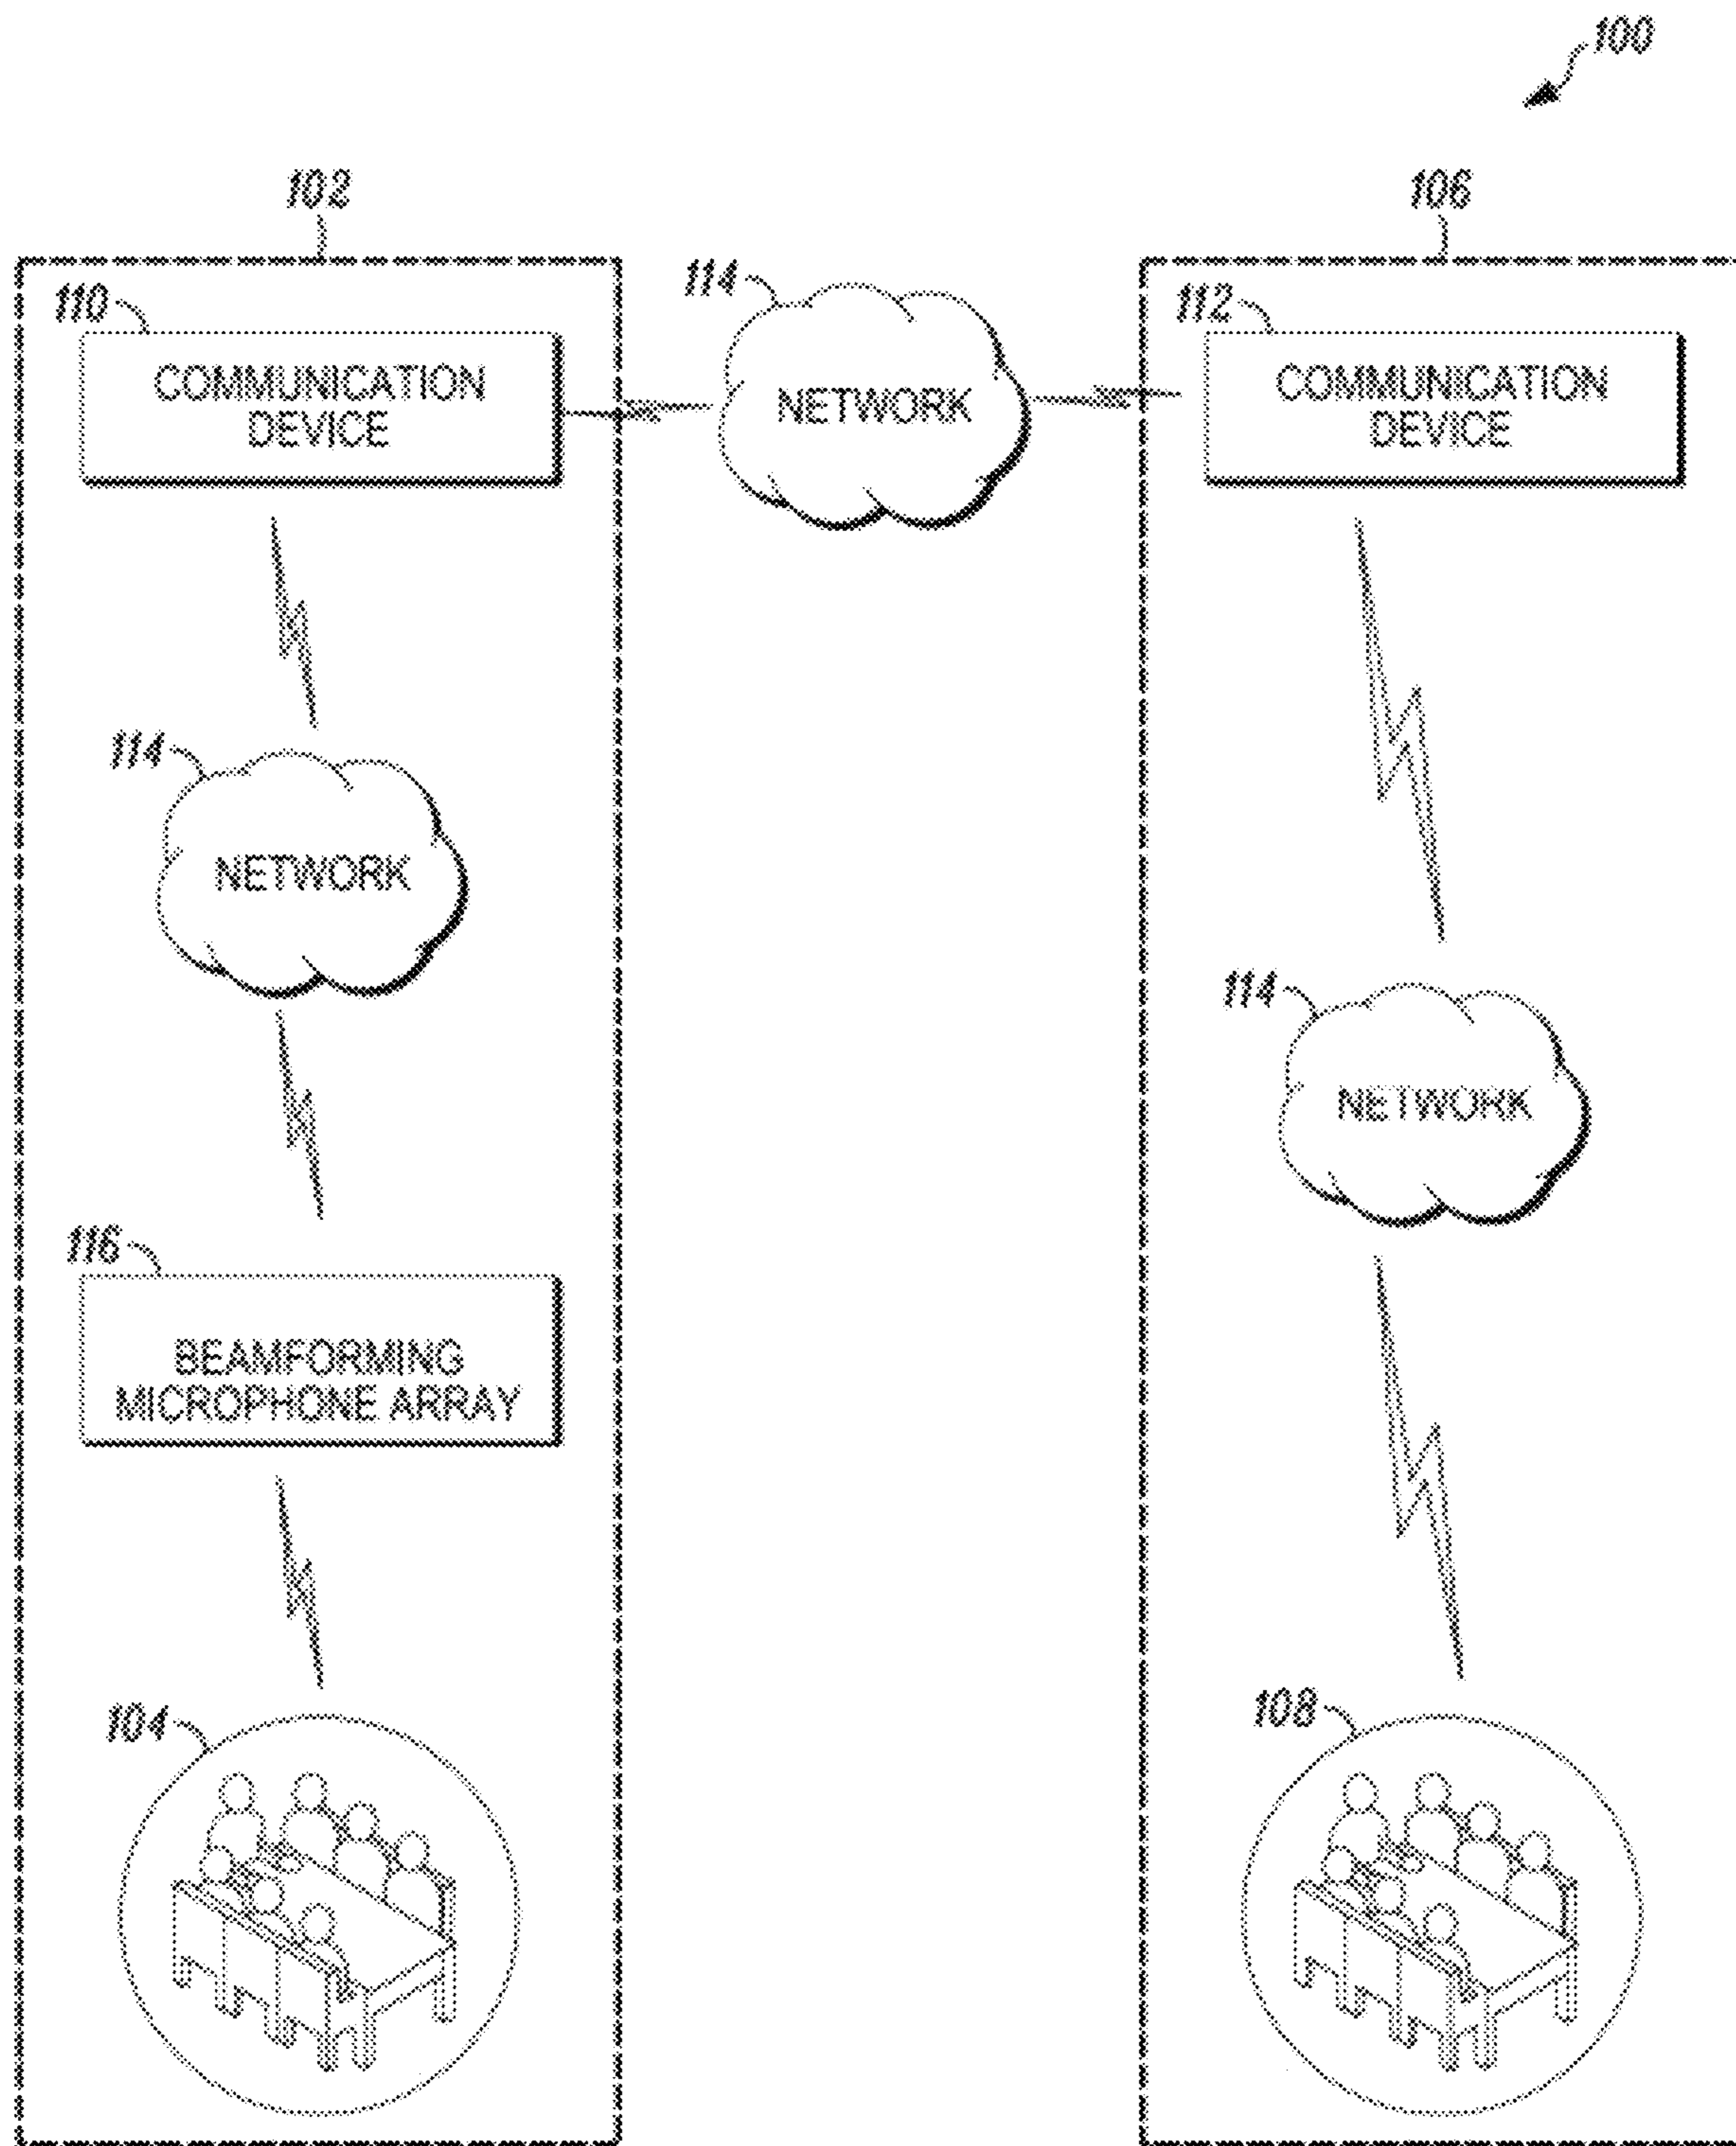 100
102
106
110
COMMUNICATION
DEVICE
114
NETWORK
112
COMMUNICATION
DEVICE
114
NETWORK
114
NETWORK
116
BEAMFORMING
MICROPHONE ARRAY
104
108